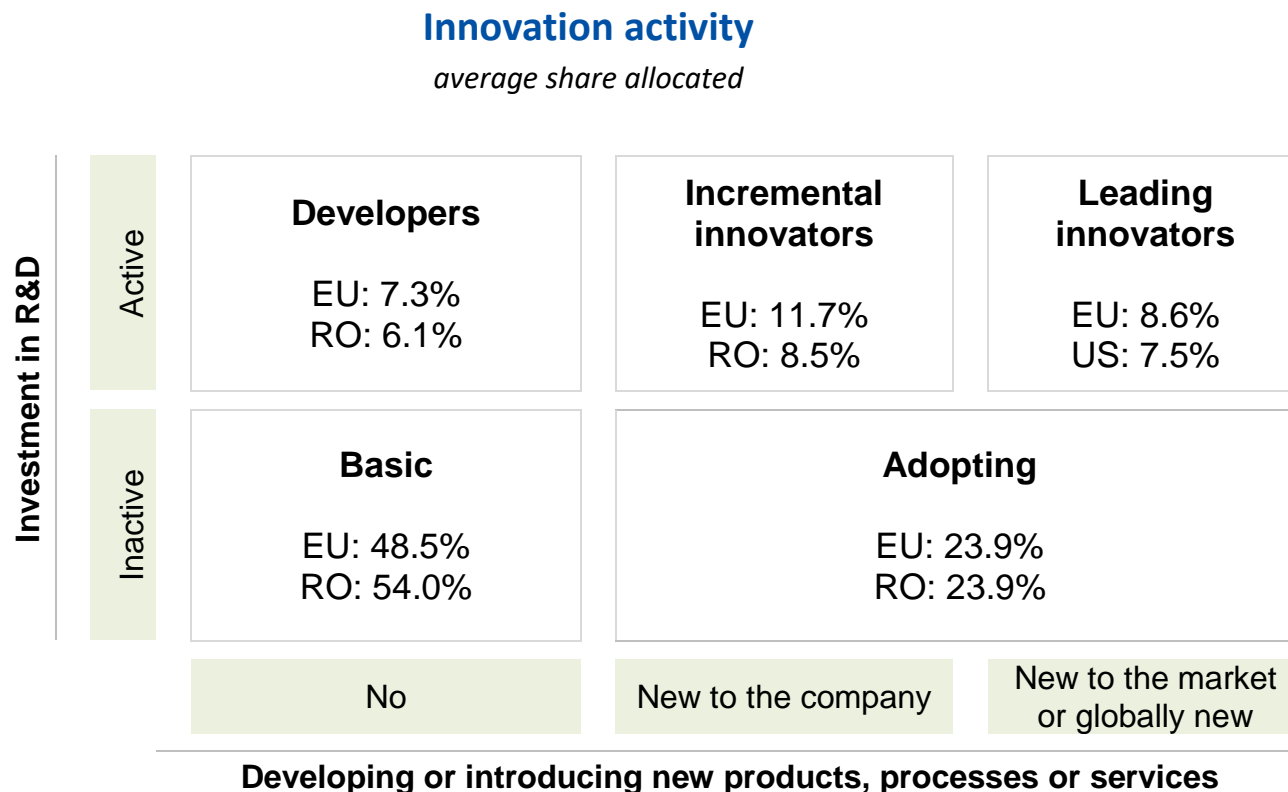 Innovation activity
average share allocated
Investment in R&D
Active
Developers
EU: 7.3%
RO: 6.1%
Incremental
innovators
EU: 11.7%
RO: 8.5%
Leading
innovators
EU: 8.6%
US: 7.5%
Inactive
Basic
EU: 48.5%
RO: 54.0%
Adopting
EU: 23.9%
RO: 23.9%
No
New to the company
New to the market
or globally new
Developing or introducing new products, processes or services